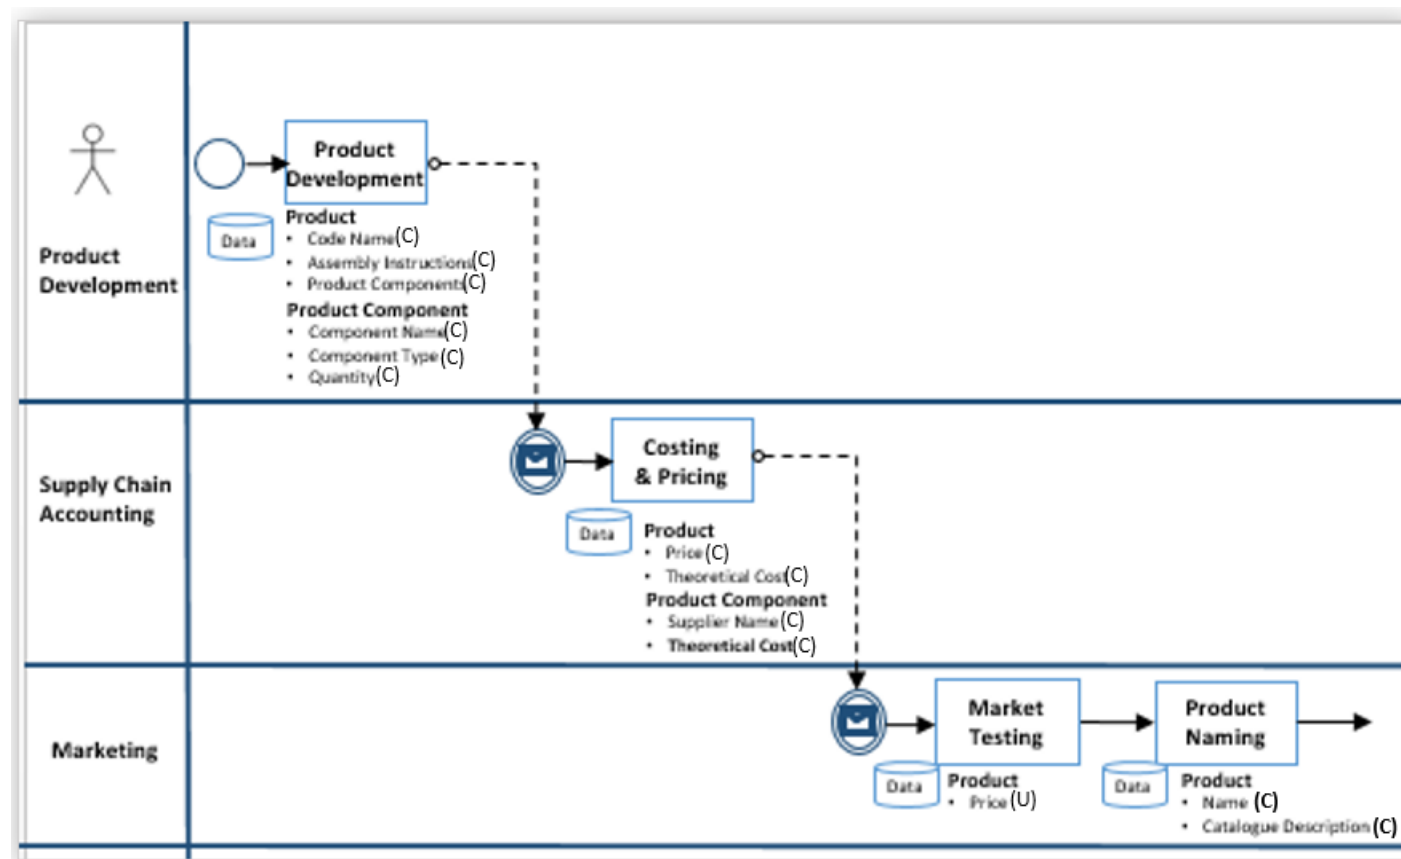 Product
Development
Product
Development
Data
Product
• Code Name(C)
• Assembly Instructions(C)
• Product Components(C)
Product Component
• Component Name(C)
• Component Type(C)
• Quantity(C)
Supply Chain
Accounting
Costing
& Pricing
Data
Product
• Price(C)
• Theoretical Cost(C)
Product Component
• Supplier Name(C)
• Theoretical Cost(C)
Marketing
Market
Testing
Data
Product
• Price(U)
Product
Naming
Data
Product
• Name (C)
• Catalogue Description (C)